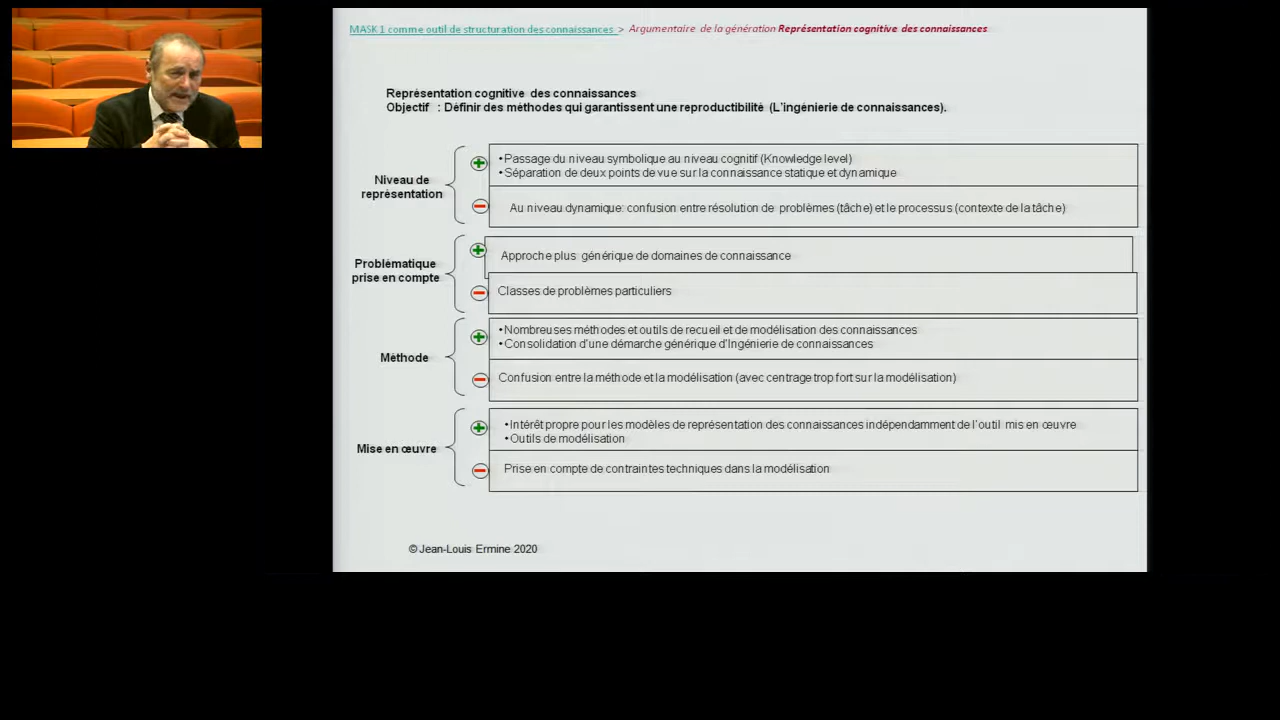 MASK 1 comme outil de structuration des connaissances > Argumentaire de la génération Représentation cognitive des connaissances
Représentation cognitive des connaissances
Objectif : Définir des méthodes qui garantissent une reproductibilité (L'ingénierie de connaissances).
Niveau de
représentation
•Passage du niveau symbolique au niveau cognitif (Knowledge level)
•Séparation de deux points de vue sur la connaissance statique et dynamique
Au niveau dynamique: confusion entre résolution de problèmes (tâche) et le processus (contexte de la tâche)
Problématique
prise en compte
Approche plus générique de domaines de connaissance
Classes de problèmes particuliers
Méthode
•Nombreuses méthodes et outils de recueil et de modélisation des connaissances
•Consolidation d'une démarche générique d'Ingénierie de connaissances
Confusion entre la méthode et la modélisation (avec centrage trop fort sur la modélisation)
Mise en œuvre
•Intérêt propre pour les modèles de représentation des connaissances indépendamment de l'outil mis en œuvre
•Outils de modélisation
Prise en compte de contraintes techniques dans la modélisation
© Jean-Louis Ermine 2020